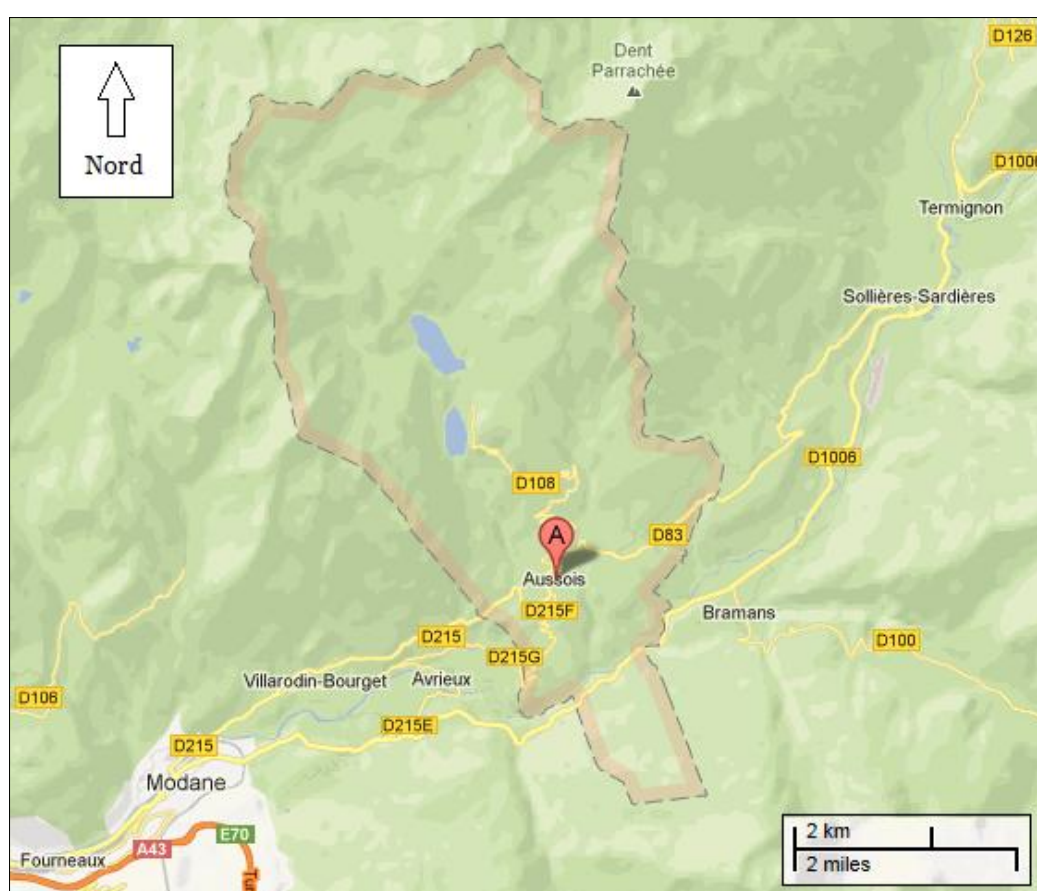 Nord
Dent
Parrachée
D126
Termignon
Sollières-Sardières
D1006
D108
D83
A
Aussois
D215F
Bramans
D100
D215
D215G
Villarodin-Bourget
Avrieux
D106
D215E
D215
Modane
2 km
2 miles
E70
A43
Fourneaux